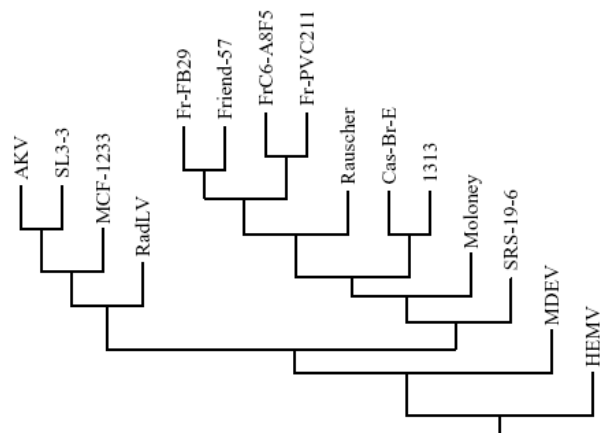 AKV
SL3-3
MCF-1233
RadLV
Fr-FB29
Friend-57
FrC6-A8F5
Fr-PVC211
Rauscher
Cas-Br-E
1313
Moloney
SRS-19-6
MDEV
HEMV